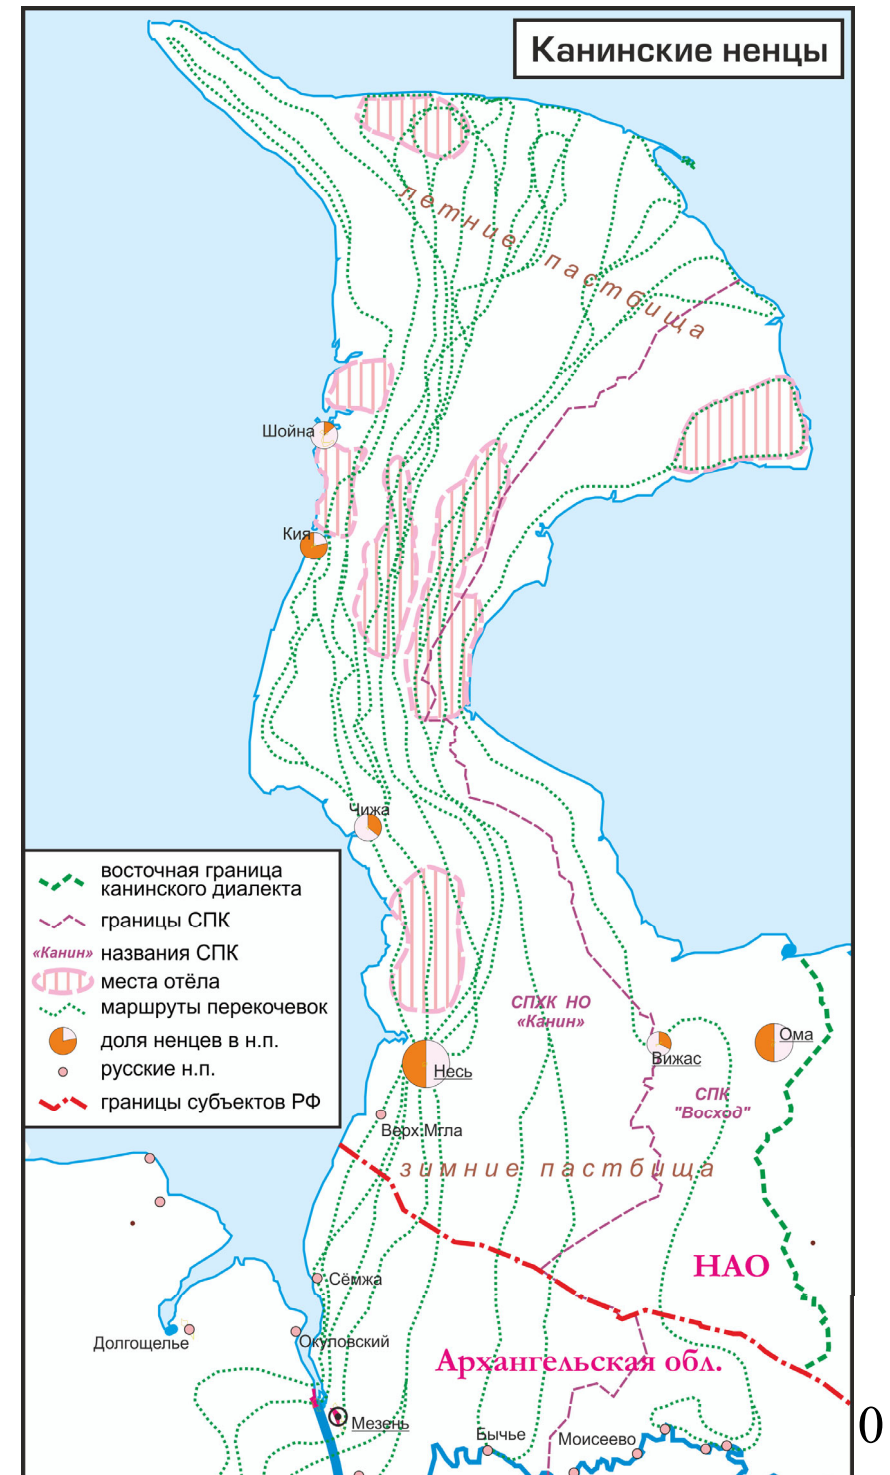 Канинские ненцы
летние пастбища
Шойна
Кия
Чижа
восточная граница
канинского диалекта
границы СПК
«Канин» названия СПК
места отёла
маршруты перекочевок
доля ненцев в н.п.
русские н.п.
границы субъектов РФ
СПХК НО
«Канин»
Ома
Вижас
Несь
СПК
"Восход"
Верх.Мгла
зимние пастбища
НАО
Сёмжа
Долгощелье
Окуловский
Архангельская обл.
Мезень
Бычье
Моисеево
0